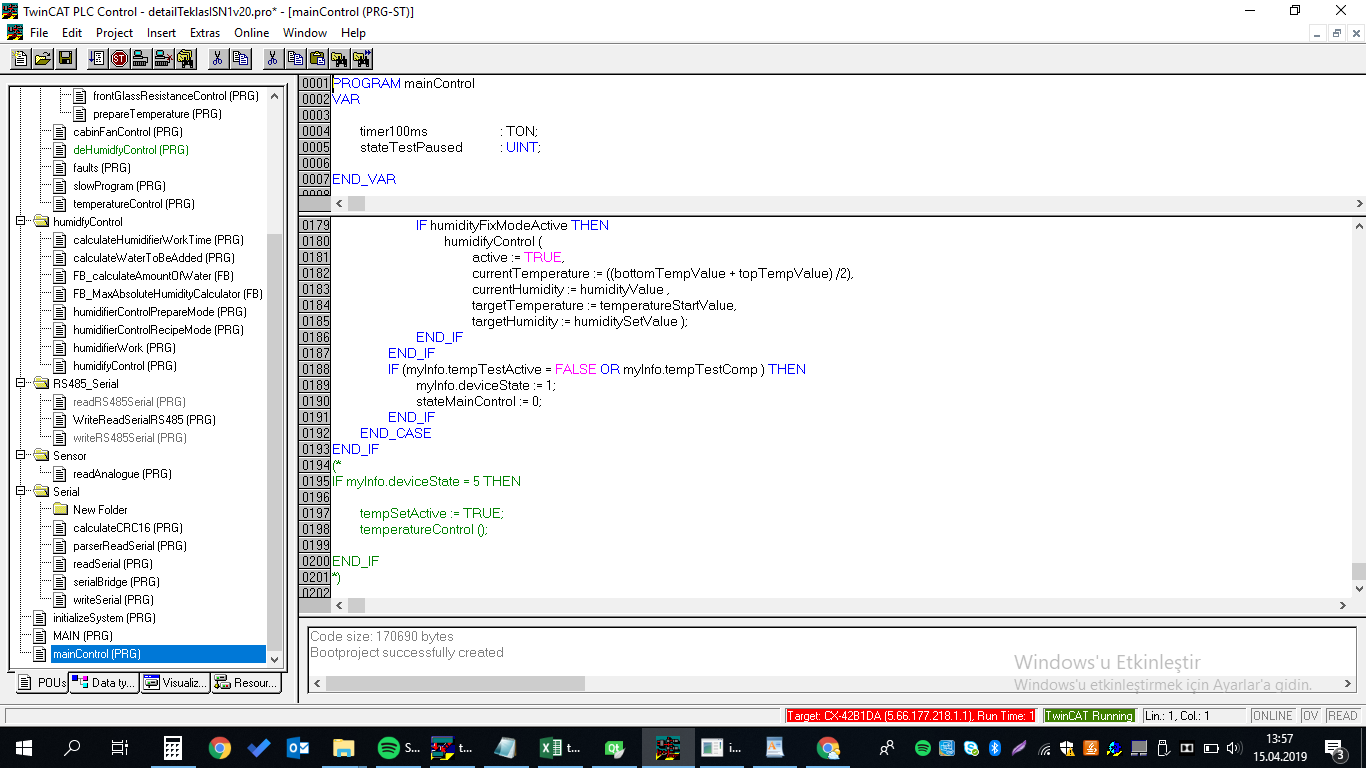 TwinCAT PLC Control - detailTeklasISN1v20.pro* - [mainControl (PRG-ST)]
File Edit Project Insert Extras Online Window Help
frontGlassResistanceControl (PRG)
prepareTemperature (PRG)
cabinFanControl (PRG)
deHumidfyControl (PRG)
faults (PRG)
slowProgram (PRG)
temperatureControl (PRG)
humidfyControl
calculateHumidifierWorkTime (PRG)
calculateWaterToBeAdded (PRG)
FB_calculateAmountOfWater (FB)
FB_MaxAbsoluteHumidityCalculator (FB)
humidifierControlPrepareMode (PRG)
humidifierControlRecipeMode (PRG)
humidifierWork (PRG)
humidifyControl (PRG)
RS485_Serial
readRS485Serial (PRG)
WriteReadSerialRS485 (PRG)
writeRS485Serial (PRG)
Sensor
readAnalogue (PRG)
Serial
New Folder
calculateCRC16 (PRG)
parserReadSerial (PRG)
readSerial (PRG)
serialBridge (PRG)
writeSerial (PRG)
initializeSystem (PRG)
MAIN (PRG)
mainControl (PRG)
POUs Data ty... Visualiz... Resour...
0001 PROGRAM mainControl
0002 VAR
0003
0004 timer100ms : TON;
0005 stateTestPaused : UINT;
0006
0007 END_VAR
0008
0179 IF humidityFixModeActive THEN
0180 humidifyControl (
0181 active := TRUE,
0182 currentTemperature := ((bottomTempValue + topTempValue) /2),
0183 currentHumidity := humidityValue ,
0184 targetTemperature := temperatureStartValue,
0185 targetHumidity := humiditySetValue );
0186 END_IF
0187 END_IF
0188 IF (myInfo.tempTestActive = FALSE OR myInfo.tempTestComp ) THEN
0189 myInfo.deviceState := 1;
0190 stateMainControl := 0;
0191 END_IF
0192 END_CASE
0193 END_IF
0194 (*
0195 IF myInfo.deviceState = 5 THEN
0196
0197 tempSetActive := TRUE;
0198 temperatureControl ();
0199
0200 END_IF
0201 *)
0202
Code size: 170690 bytes
Bootproject successfully created
Windows'u Etkinleştir
Windows'u etkinleştirmek için Ayarlar'a gidin.
Target: CX-42B1DA (5.66.177.218.1.1), Run Time: 1 TwinCAT Running Lin.: 1, Col.: 1 ONLINE OV READ
S... t... t... i...
13:57
15.04.2019
3